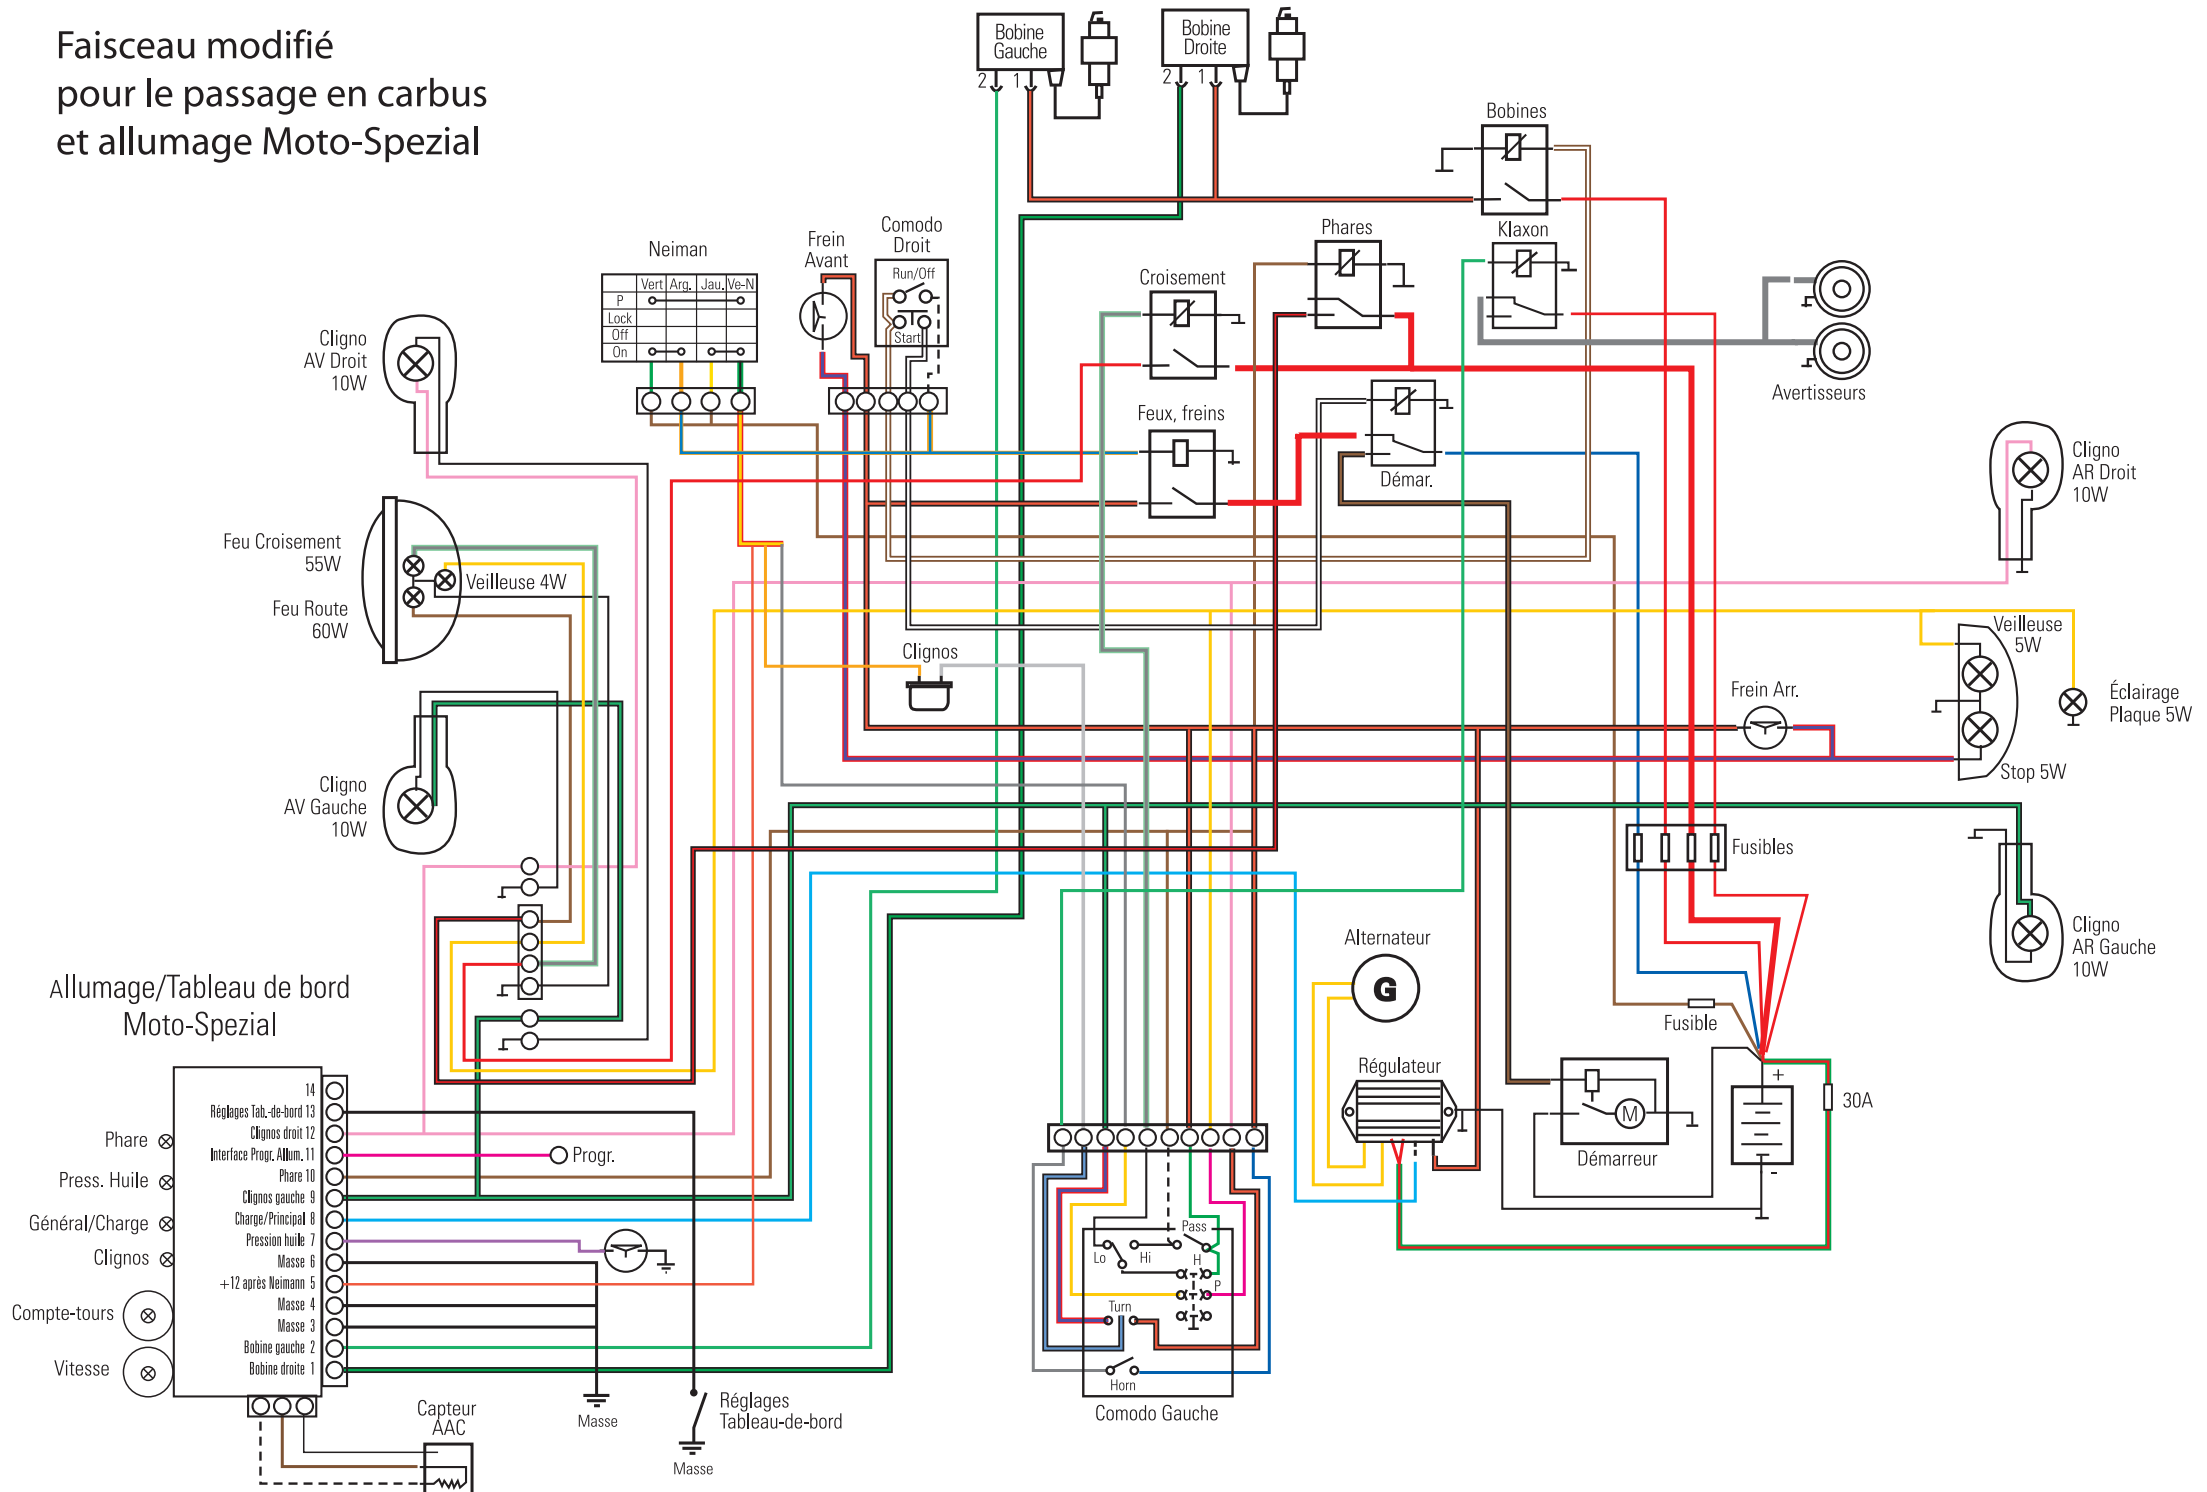 Faisceau modifié
pour le passage en carbus
et allumage Moto-Spezial
Bobine
Gauche
2 1
Bobine
Droite
2 1
Bobines
Phares
Klaxon
Croisement
Avertisseurs
Feux, freins
Démar.
Neiman
Vert Arg. Jau. Ve-N
P
Lock
Off
On
Frein
Avant
Comodo
Droit
Run/Off
Start
Cligno
AV Droit
10W
Feu Croisement
55W
Veilleuse 4W
Feu Route
60W
Cligno
AV Gauche
10W
Clignos
Cligno
AR Droit
10W
Veilleuse
5W
Frein Arr.
Éclairage
Plaque 5W
Stop 5W
Fusibles
Cligno
AR Gauche
10W
Alternateur
G
Fusible
Régulateur
+
-
30A
M
Démarreur
Allumage/Tableau de bord
Moto-Spezial
14
Réglages Tab.-de-bord 13
Clignos droit 12
Interface Progr. Allum. 11
Phare 10
Clignos gauche 9
Charge/Principal 8
Pression huile 7
Masse 6
+12 après Neimann 5
Masse 4
Masse 3
Bobine gauche 2
Bobine droite 1
Phare
Press. Huile
Général/Charge
Clignos
Compte-tours
Vitesse
Progr.
Masse
Réglages
Tableau-de-bord
Masse
Capteur
AAC
Pass
Lo
Hi
H
P
Turn
Horn
Comodo Gauche